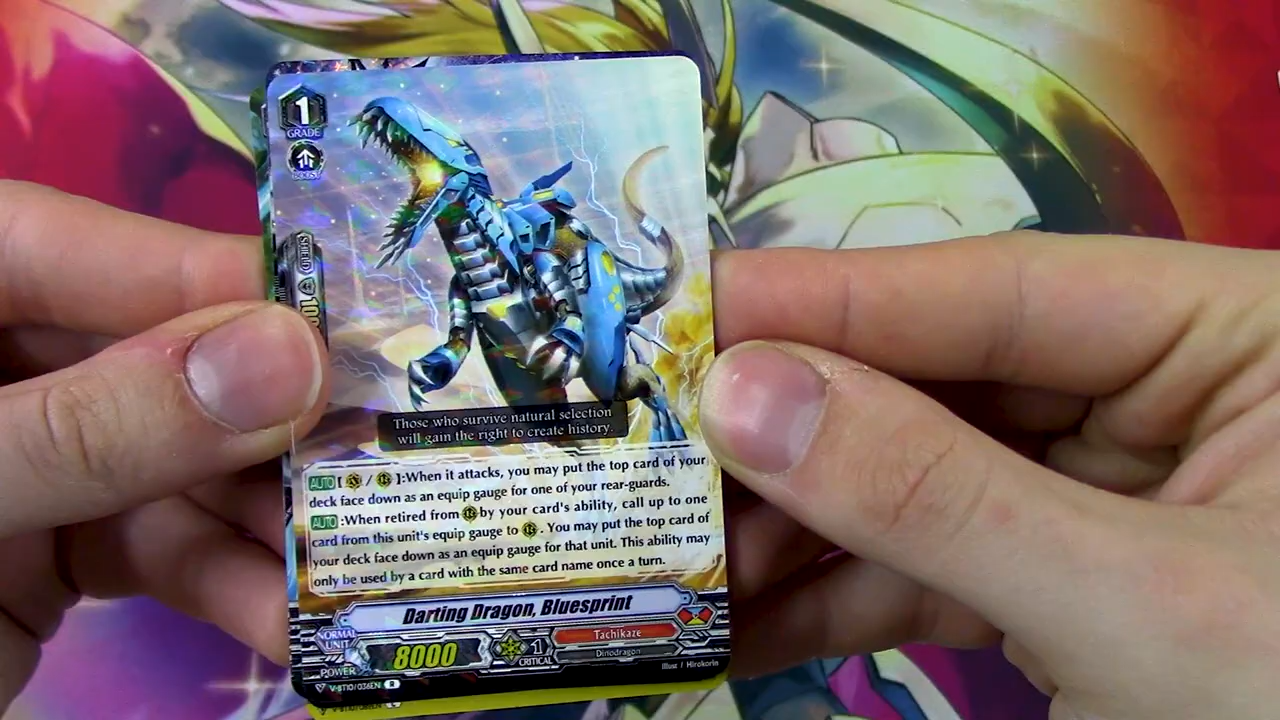 1
GRADE
BOOST
SHIELD
Those who survive natural selection
will gain the right to create history.
AUTO [ / ]:When it attacks, you may put the top card of your
deck face down as an equip gauge for one of your rear-guards.
AUTO :When retired from by your card's ability, call up to one
card from this unit's equip gauge to . You may put the top card of
your deck face down as an equip gauge for that unit. This ability may
only be used by a card with the same card name once a turn.
Darting Dragon, Bluesprint
NORMAL
UNIT
POWER
8000
1
CRITICAL
Tachikaze
Dinodragon
Illust / Hirokorin
V-BT10/036EN R